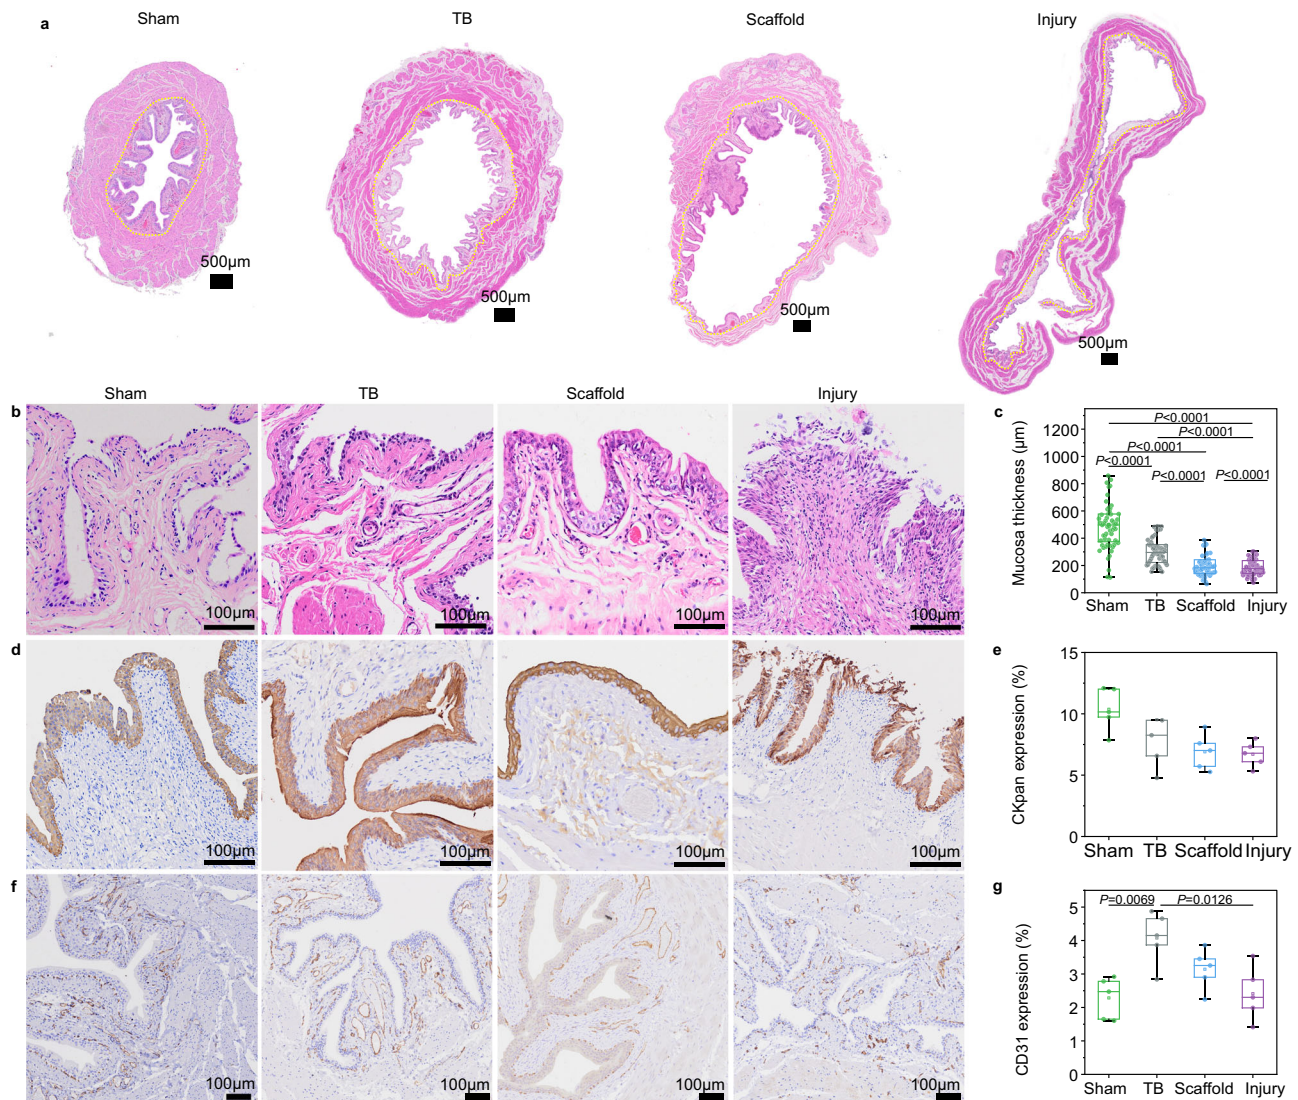 a
Sham
TB
Scaffold
Injury
500μm
500μm
500μm
500μm
Sham
TB
Scaffold
Injury
b
100μm
100μm
100μm
100μm
c
Mucosa thickness (μm)
1200
1000
800
600
400
200
0
P<0.0001
P<0.0001
P<0.0001
P<0.0001
P<0.0001
P<0.0001
Sham
TB
Scaffold
Injury
d
100μm
100μm
100μm
100μm
e
CKpan expression (%)
15
10
5
0
Sham
TB
Scaffold
Injury
f
100μm
100μm
100μm
100μm
g
CD31 expression (%)
5
4
3
2
1
0
P=0.0069
P=0.0126
Sham
TB
Scaffold
Injury